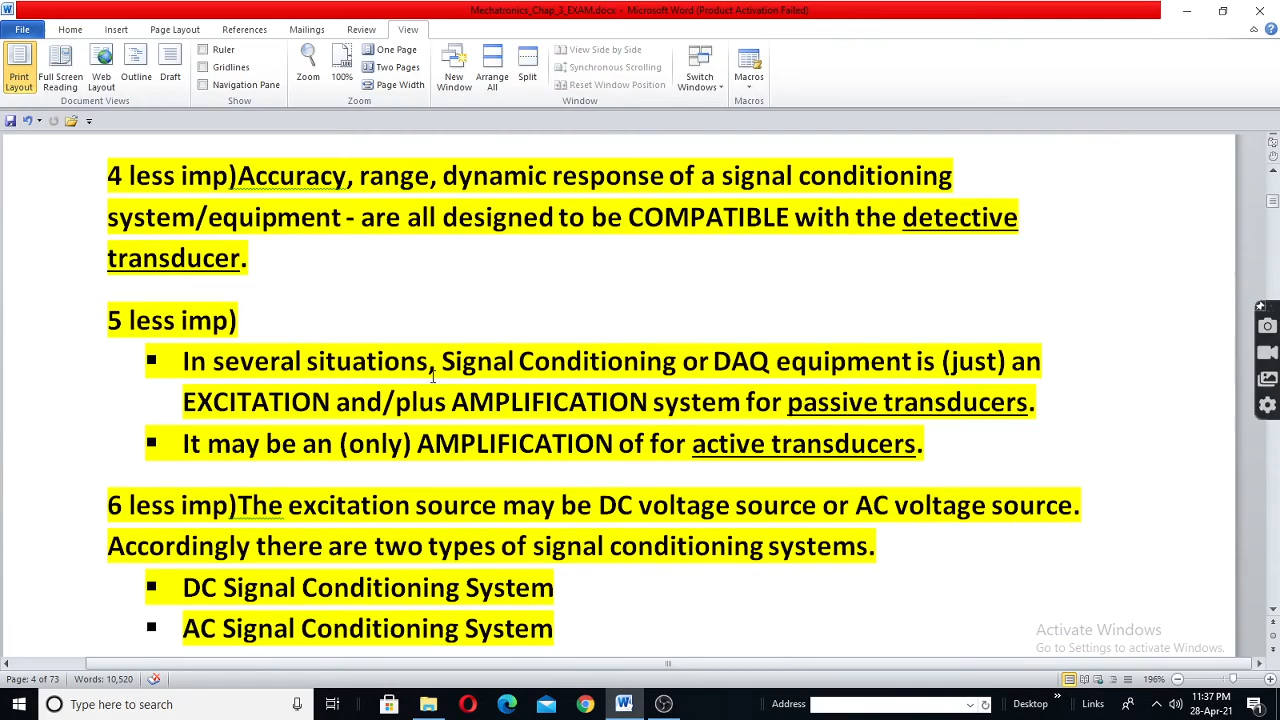 Mechatronics_Chap_3_EXAM.docx - Microsoft Word (Product Activation Failed)
File Home Insert Page Layout References Mailings Review View
Ruler
Gridlines
Navigation Pane
One Page
Two Pages
Page Width
View Side by Side
Synchronous Scrolling
Reset Window Position
Print Layout
Full Screen Reading
Web Layout
Outline
Draft
Zoom
100%
New Window
Arrange All
Split
Switch Windows
Macros
Document Views Show Zoom Window Macros
4 less imp)Accuracy, range, dynamic response of a signal conditioning
system/equipment - are all designed to be COMPATIBLE with the detective
transducer.
5 less imp)
▪ In several situations, Signal Conditioning or DAQ equipment is (just) an
EXCITATION and/plus AMPLIFICATION system for passive transducers.
▪ It may be an (only) AMPLIFICATION of for active transducers.
6 less imp)The excitation source may be DC voltage source or AC voltage source.
Accordingly there are two types of signal conditioning systems.
▪ DC Signal Conditioning System
▪ AC Signal Conditioning System
Activate Windows
Go to Settings to activate Windows.
Page: 4 of 73 Words: 10,520 196%
Type here to search Address Desktop Links 11:37 PM
28-Apr-21